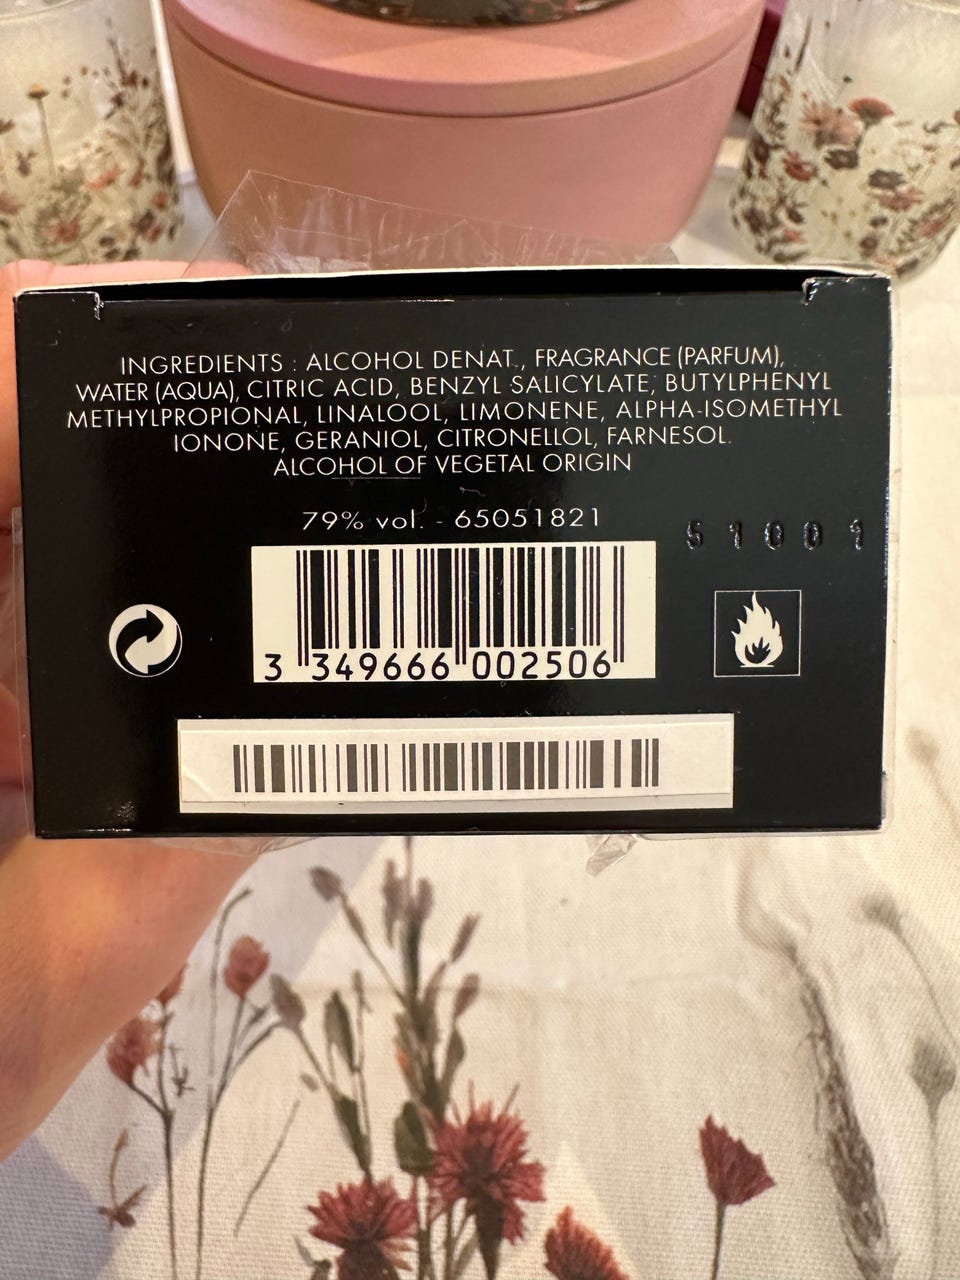 INGREDIENTS : ALCOHOL DENAT., FRAGRANCE (PARFUM),
WATER (AQUA), CITRIC ACID, BENZYL SALICYLATE, BUTYLPHENYL
METHYLPROPIONAL, LINALOOL, LIMONENE, ALPHA-ISOMETHYL
IONONE, GERANIOL, CITRONELLOL, FARNESOL.
ALCOHOL OF VEGETAL ORIGIN
79% vol. - 65051821
51001
3 349666 002506